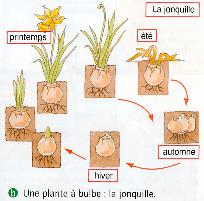 La jonquille
printemps
été
automne
hiver
b Une plante à bulbe : la jonquille.